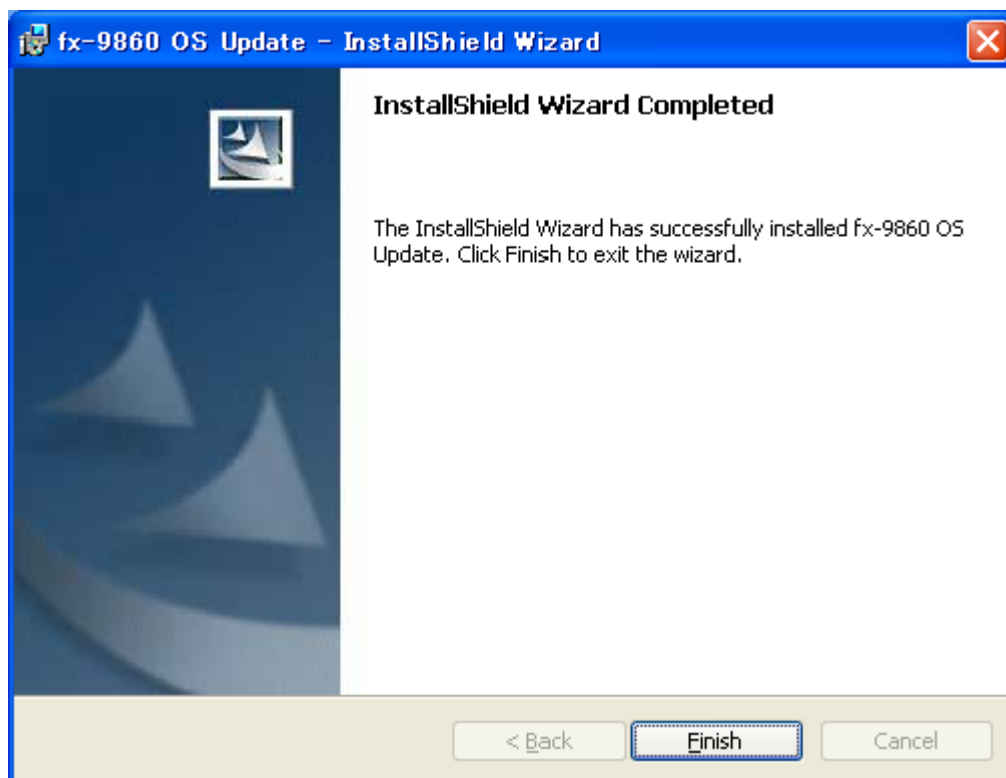 fx-9860 OS Update - InstallShield Wizard
InstallShield Wizard Completed
The InstallShield Wizard has successfully installed fx-9860 OS
Update. Click Finish to exit the wizard.
< Back
Finish
Cancel